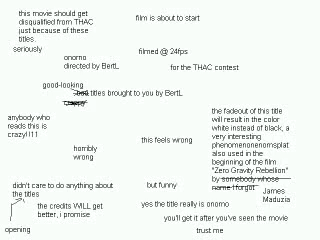 this movie should get
disqualified from THAC
just because of these
titles.
seriously
film is about to start
onomo
directed by BertL
filmed @ 24fps
for the THAC contest
good-looking
titles brought to you by BertL
anybody who
reads this is
crazy!!11
this feels wrong
horribly
wrong
the fadeout of this title
will result in the color
white instead of black, a
very interesting
phenomenonenomsplat
also used in the
beginning of the film
"Zero Gravity Rebellion"
by somebody whose
name I forgot
James
Maduzia
didn't care to do anything about
the titles
but funny
the credits WILL get
better, i promise
yes the title really is onomo
you'll get it after you've seen the movie
opening
trust me